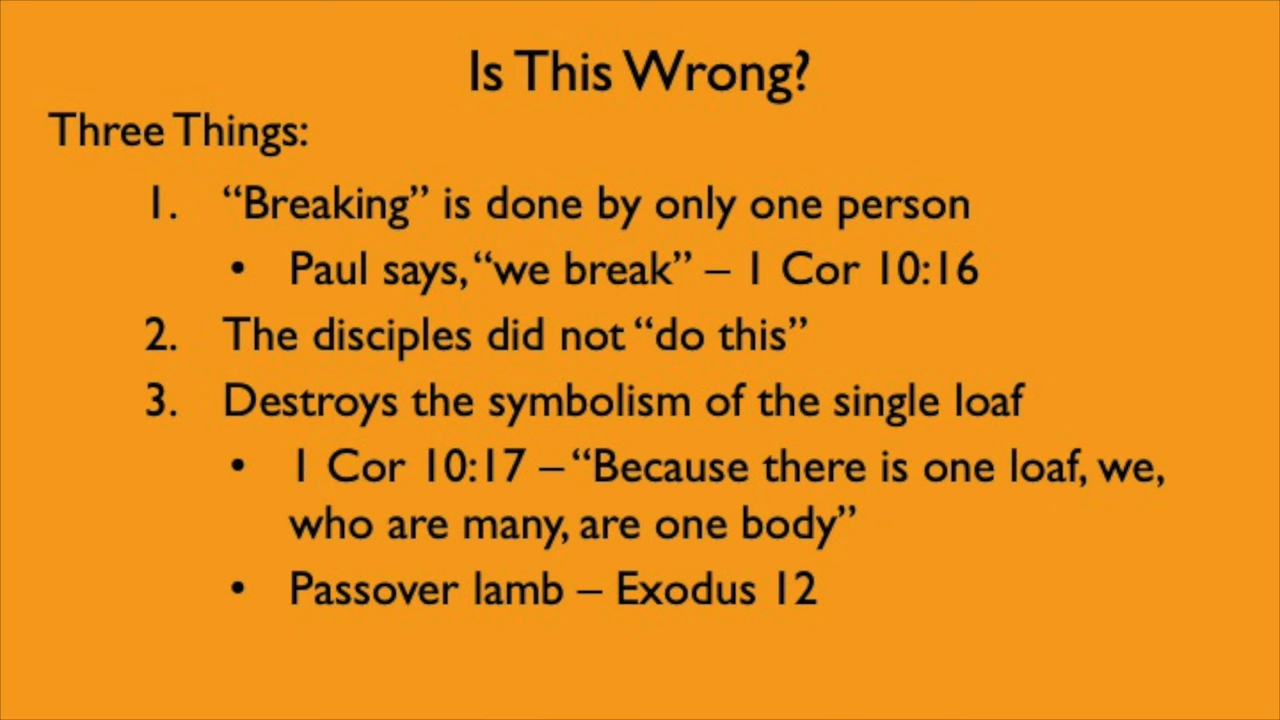 Is This Wrong?
Three Things:
1. “Breaking” is done by only one person
• Paul says, “we break” – 1 Cor 10:16
2. The disciples did not “do this”
3. Destroys the symbolism of the single loaf
• 1 Cor 10:17 – “Because there is one loaf, we,
who are many, are one body”
• Passover lamb – Exodus 12